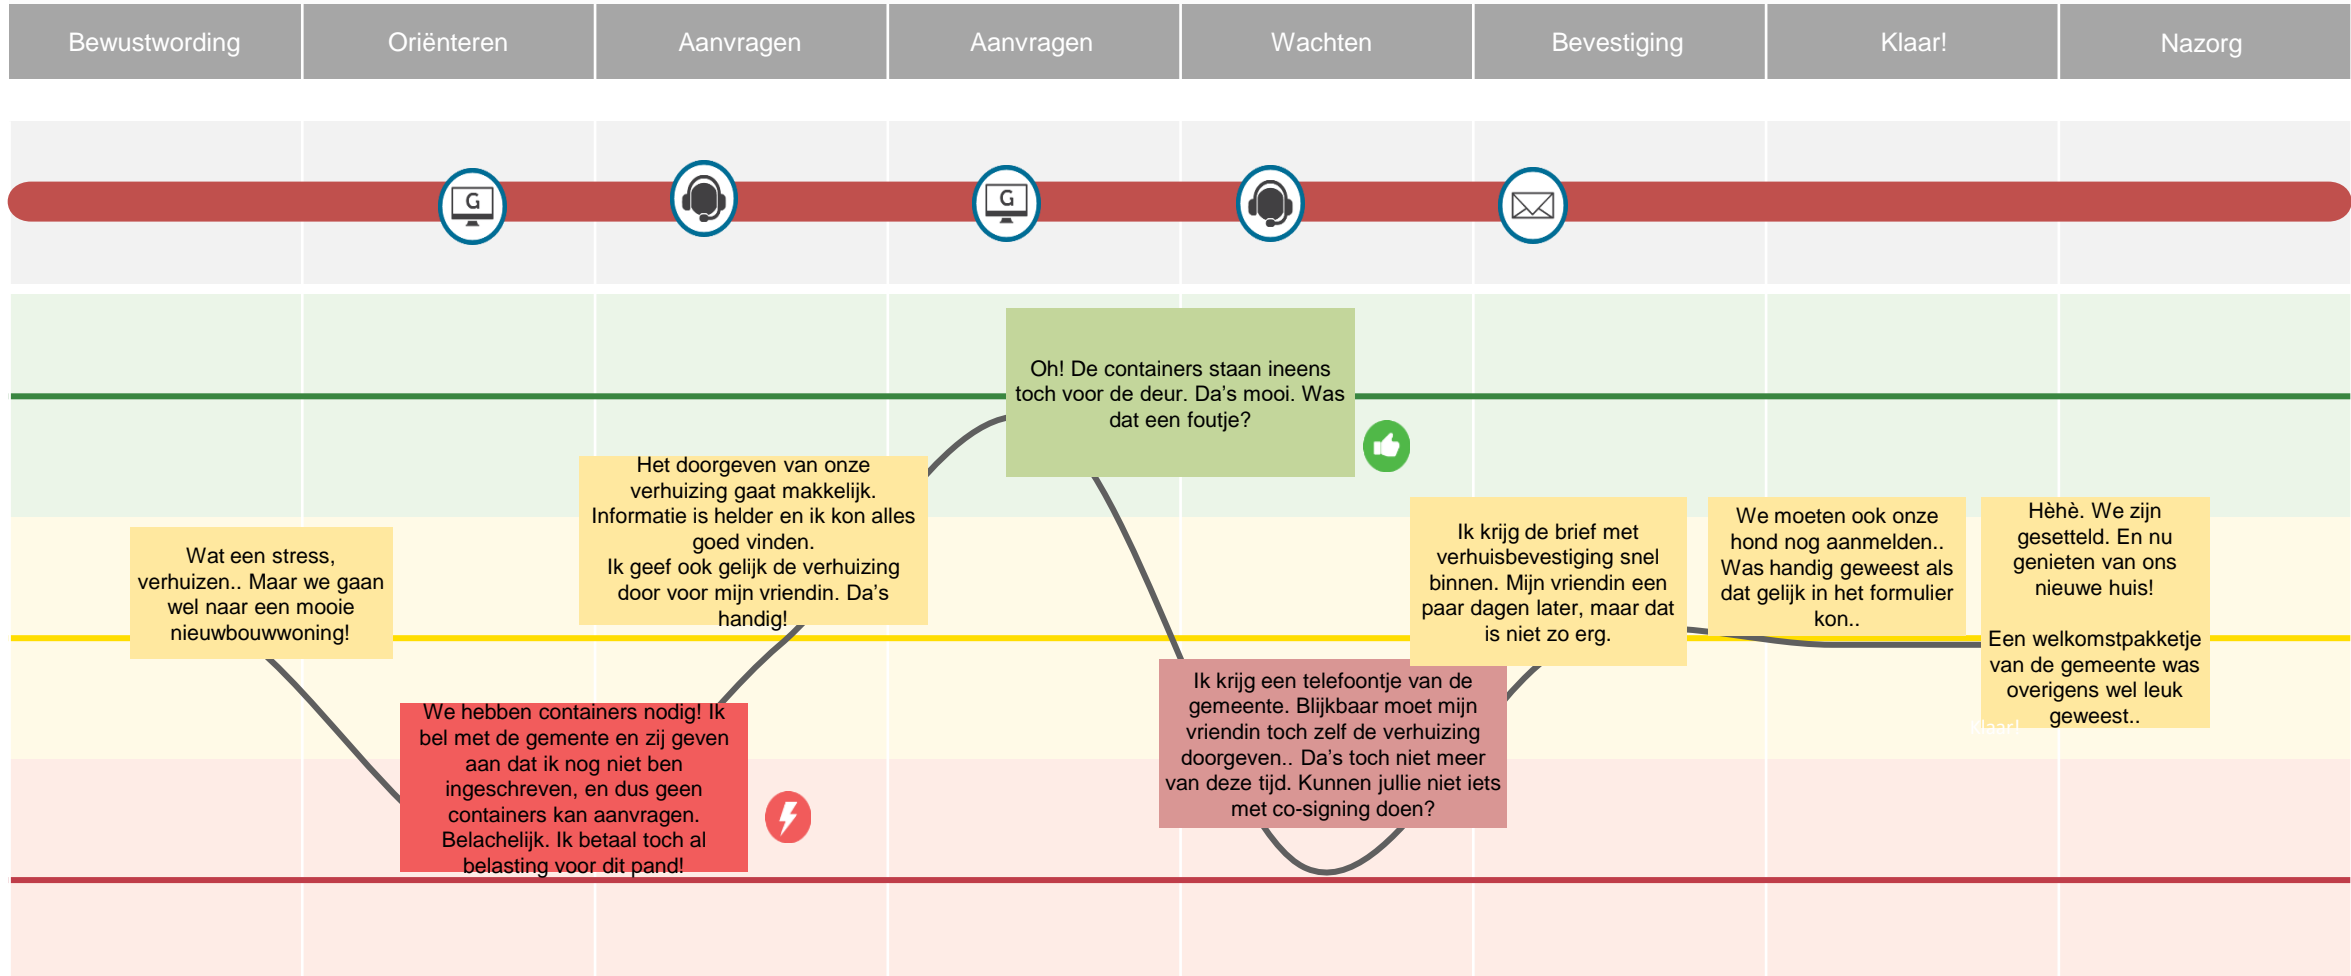 Bewustwording
Oriënteren
Aanvragen
Aanvragen
Wachten
Bevestiging
Klaar!
Nazorg
G
G
Wat een stress,
verhuizen.. Maar we gaan
wel naar een mooie
nieuwbouwwoning!
We hebben containers nodig! Ik
bel met de gemente en zij geven
aan dat ik nog niet ben
ingeschreven, en dus geen
containers kan aanvragen.
Belachelijk. Ik betaal toch al
belasting voor dit pand!
Het doorgeven van onze
verhuizing gaat makkelijk.
Informatie is helder en ik kon alles
goed vinden.
Ik geef ook gelijk de verhuizing
door voor mijn vriendin. Da's
handig!
Oh! De containers staan ineens
toch voor de deur. Da's mooi. Was
dat een foutje?
Ik krijg een telefoontje van de
gemeente. Blijkbaar moet mijn
vriendin toch zelf de verhuizing
doorgeven.. Da's toch niet meer
van deze tijd. Kunnen jullie niet iets
met co-signing doen?
Ik krijg de brief met
verhuisbevestiging snel
binnen. Mijn vriendin een
paar dagen later, maar dat
is niet zo erg.
We moeten ook onze
hond nog aanmelden..
Was handig geweest als
dat gelijk in het formulier
kon..
Hèhè. We zijn
gesetteld. En nu
genieten van ons
nieuwe huis!
Een welkomstpakketje
van de gemeente was
overigens wel leuk
geweest..
Klaar!